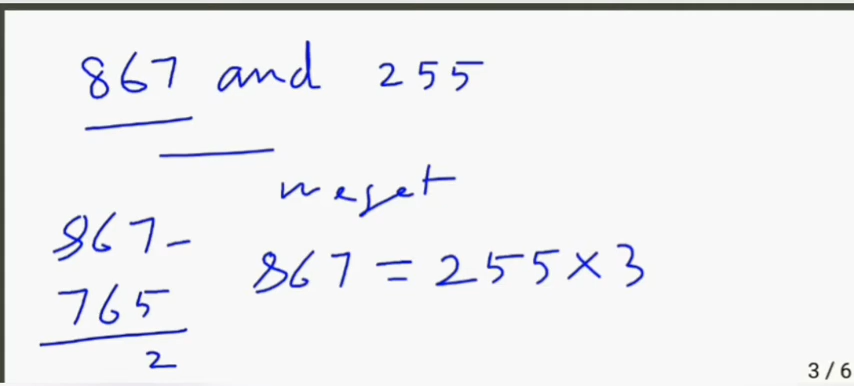 867 and 255
we get
867-
867 = 255 × 3
765
2
3 / 6